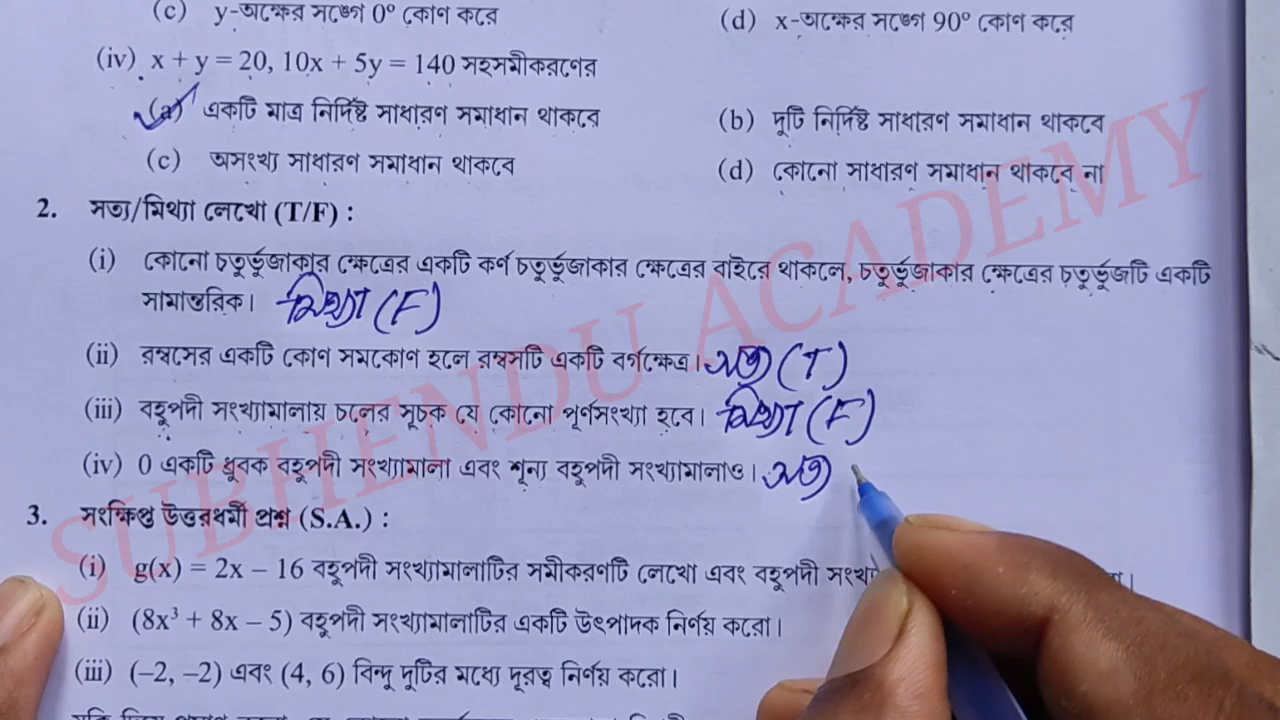 (c) y-অক্ষের সঙ্গে 0° কোণ করে (d) x-অক্ষের সঙ্গে 90° কোণ করে
(iv) x + y = 20, 10x + 5y = 140 সহসমীকরণের
(a) একটি মাত্র নির্দিষ্ট সাধারণ সমাধান থাকবে (b) দুটি নির্দিষ্ট সাধারণ সমাধান থাকবে
(c) অসংখ্য সাধারণ সমাধান থাকবে (d) কোনো সাধারণ সমাধান থাকবে না
2. সত্য/মিথ্যা লেখো (T/F) :
(i) কোনো চতুর্ভুজাকার ক্ষেত্রের একটি কর্ণ চতুর্ভুজাকার ক্ষেত্রের বাইরে থাকলে, চতুর্ভুজাকার ক্ষেত্রের চতুর্ভুজটি একটি
সামান্তরিক। মিথ্যা (F)
(ii) রম্বসের একটি কোণ সমকোণ হলে রম্বসটি একটি বর্গক্ষেত্র। সত্য (T)
(iii) বহুপদী সংখ্যামালায় চলের সূচক যে কোনো পূর্ণসংখ্যা হবে। মিথ্যা (F)
(iv) 0 একটি ধ্রুবক বহুপদী সংখ্যামালা এবং শূন্য বহুপদী সংখ্যামালাও। সত্য
3. সংক্ষিপ্ত উত্তরধর্মী প্রশ্ন (S.A.) :
(i) g(x) = 2x – 16 বহুপদী সংখ্যামালাটির সমীকরণটি লেখো এবং বহুপদী
(ii) (8x³ + 8x – 5) বহুপদী সংখ্যামালাটির একটি উৎপাদক নির্ণয় করো।
(iii) (–2, –2) এবং (4, 6) বিন্দু দুটির মধ্যে দূরত্ব নির্ণয় করো।
SUBHENDU ACADEMY